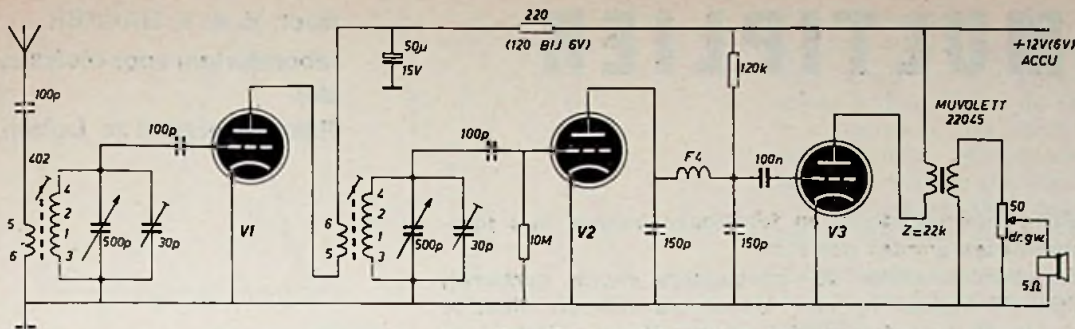 220
(120 BIJ 6V)
+12V(6V)
ACCU
50µ
15V
120k
100p
MUVOLETT
22045
100p
100p
402
F4
100n
4
2
1
3
5
6
500p
30p
V1
4
2
1
3
6
5
500p
30p
10M
V2
150p
150p
V3
Z=22k
50
dr.gw.
5Ω